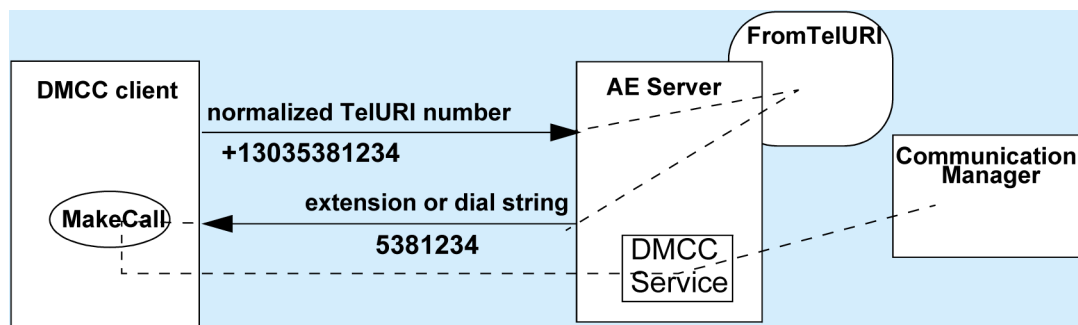 FromTelURI
DMCC client
AE Server
normalized TelURI number
+13035381234
Communication
Manager
extension or dial string
MakeCall
5381234
DMCC
Service